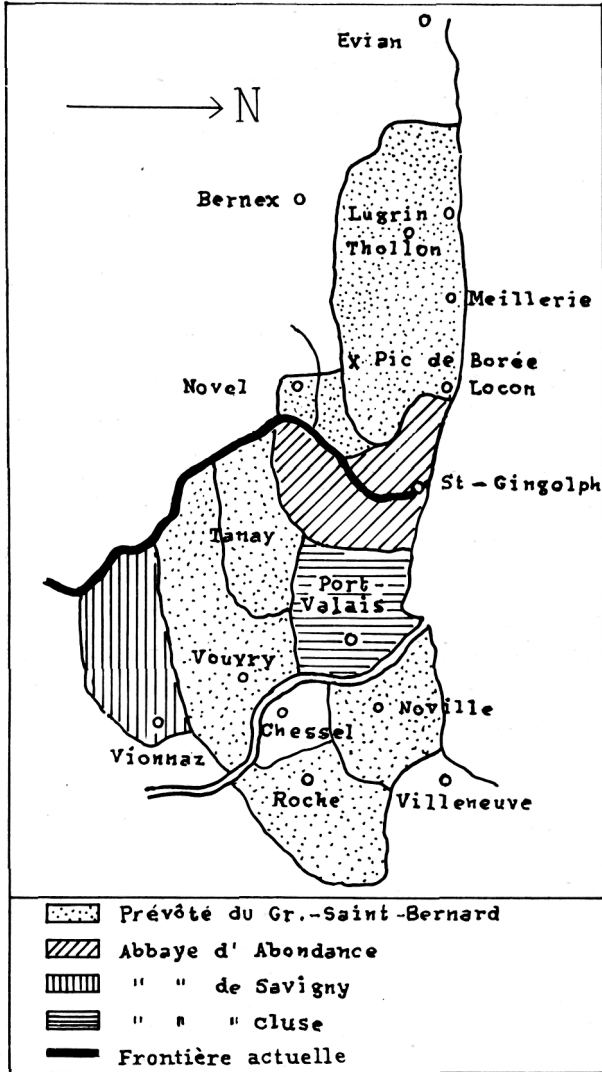 Evian
N
Bernex
Lugrin
Thollon
Meillerie
X Pic de Borée
Novel
Locon
St-Gingolph
Tanay
Port-
Valais
Vouvry
Noville
Chessel
Vionnaz
Roche
Villeneuve
Prévôté du Gr.-Saint-Bernard
Abbaye d'Abondance
" " de Savigny
" " " Cluse
Frontière actuelle